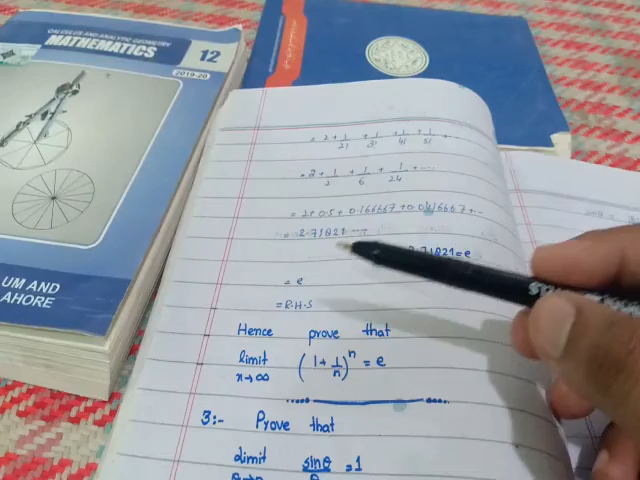 CALCULUS AND ANALYTIC GEOMETRY
MATHEMATICS
12
2019-20
UM AND
AHORE
= 2 + 1/2! + 1/3! + 1/4! + 1/5! +
= 2 + 1/2 + 1/6 + 1/24 + ....
= 2 + 0.5 + 0.166667 + 0.0416667 + ...
= 2.71821 ....
2.71821 = e
= e
= R.H.S
Hence prove that
limit n→∞ (1 + 1/n)^n = e
3:- Prove that
Limit sinθ/θ = 1